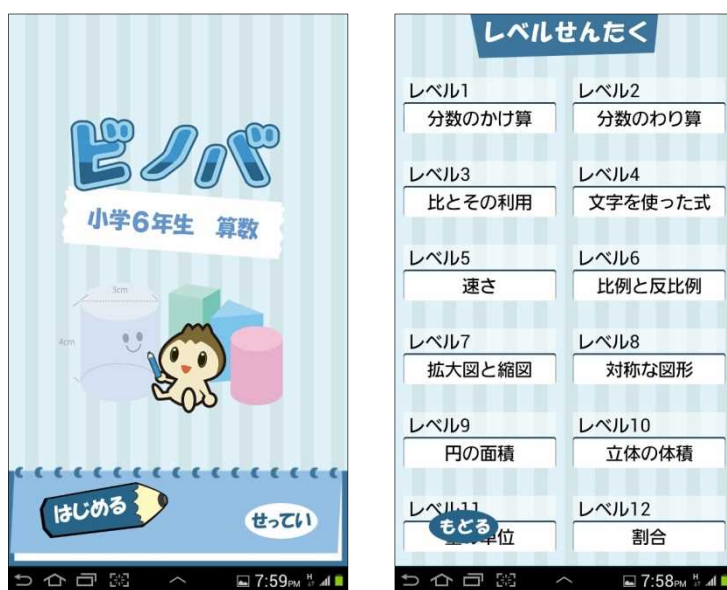 ビノバ
小学6年生 算数
3cm
4cm
はじめる
せってい
7:59PM
レベルせんたく
レベル1
分数のかけ算
レベル2
分数のわり算
レベル3
比とその利用
レベル4
文字を使った式
レベル5
速さ
レベル6
比例と反比例
レベル7
拡大図と縮図
レベル8
対称な図形
レベル9
円の面積
レベル10
立体の体積
レベル11
単位
もどる
レベル12
割合
7:58PM